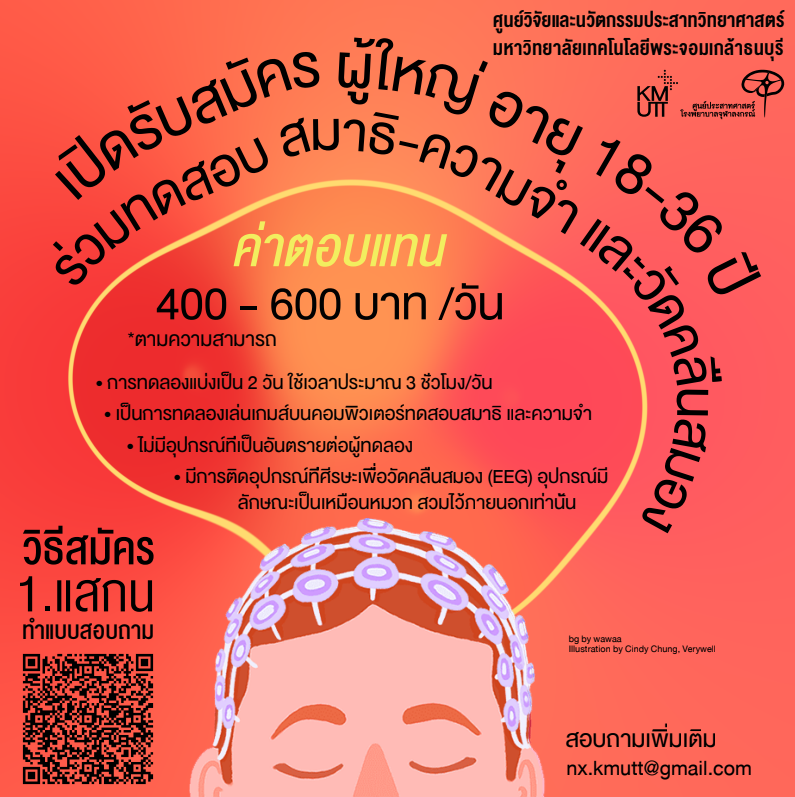 ศูนย์วิจัยและนวัตกรรมประสาทวิทยาศาสตร์
มหาวิทยาลัยเทคโนโลยีพระจอมเกล้าธนบุรี
KM
UTT
ศูนย์ประสาทศาสตร์
โรงพยาบาลจุฬาลงกรณ์
เปิดรับสมัคร ผู้ใหญ่ อายุ 18-36 ปี
ร่วมทดสอบ สมาธิ-ความจำ และวัดคลื่นสมอง
ค่าตอบแทน
400 - 600 บาท /วัน
*ตามความสามารถ
• การทดลองแบ่งเป็น 2 วัน ใช้เวลาประมาณ 3 ชั่วโมง/วัน
• เป็นการทดลองเล่นเกมส์บนคอมพิวเตอร์ทดสอบสมาธิ และความจำ
• ไม่มีอุปกรณ์ที่เป็นอันตรายต่อผู้ทดลอง
• มีการติดอุปกรณ์ที่ศีรษะเพื่อวัดคลื่นสมอง (EEG) อุปกรณ์มี
ลักษณะเป็นเหมือนหมวก สวมไว้ภายนอกเท่านั้น
วิธีสมัคร
1.แสกน
ทำแบบสอบถาม
bg by wawaa
Illustration by Cindy Chung, Verywell
สอบถามเพิ่มเติม
nx.kmutt@gmail.com